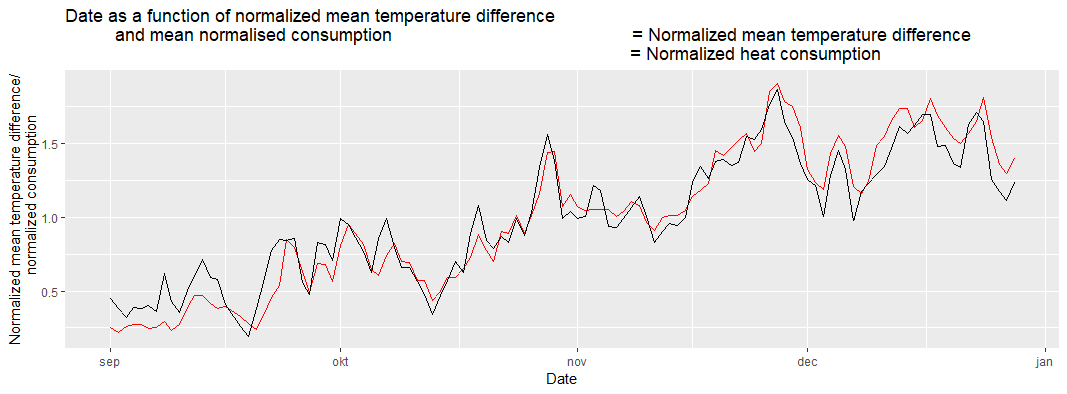 Date as a function of normalized mean temperature difference
and mean normalised consumption
= Normalized mean temperature difference
= Normalized heat consumption
Normalized mean temperature difference/
normalized consumption
1.5
1.0
0.5
sep
okt
nov
dec
jan
Date